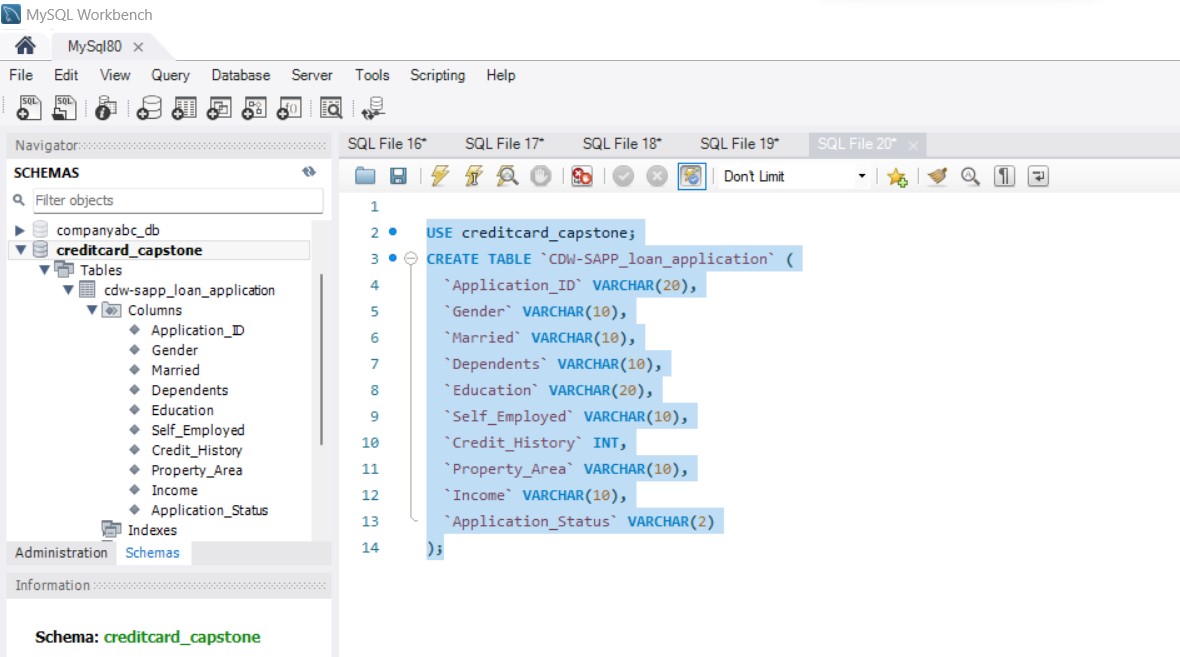 MySQL Workbench
MySql80
File Edit View Query Database Server Tools Scripting Help
Navigator
SCHEMAS
Filter objects
companyabc_db
creditcard_capstone
Tables
cdw-sapp_loan_application
Columns
Application_ID
Gender
Married
Dependents
Education
Self_Employed
Credit_History
Property_Area
Income
Application_Status
Indexes
Administration Schemas
Information
Schema: creditcard_capstone
SQL File 16* SQL File 17* SQL File 18* SQL File 19* SQL File 20*
Don't Limit
1
2 USE creditcard_capstone;
3 CREATE TABLE `CDW-SAPP_loan_application` (
4 `Application_ID` VARCHAR(20),
5 `Gender` VARCHAR(10),
6 `Married` VARCHAR(10),
7 `Dependents` VARCHAR(10),
8 `Education` VARCHAR(20),
9 `Self_Employed` VARCHAR(10),
10 `Credit_History` INT,
11 `Property_Area` VARCHAR(10),
12 `Income` VARCHAR(10),
13 `Application_Status` VARCHAR(2)
14 );